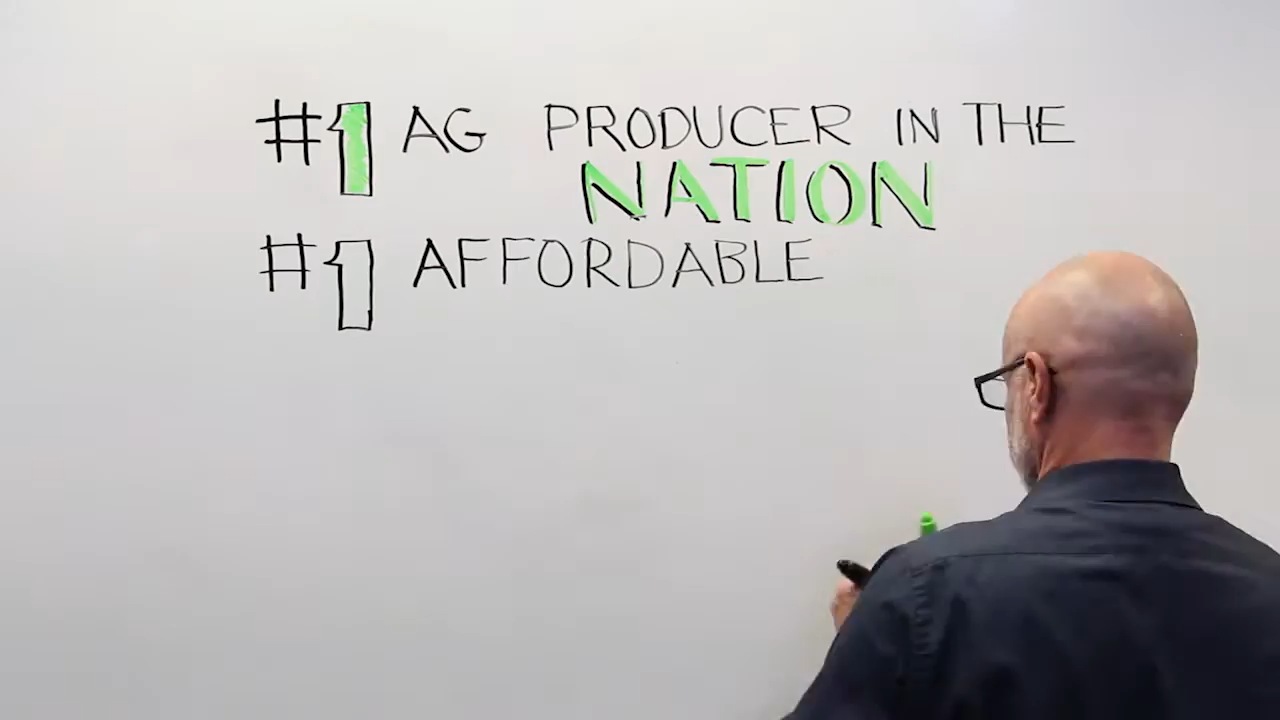 #1 AG PRODUCER IN THE
NATION
#1 AFFORDABLE